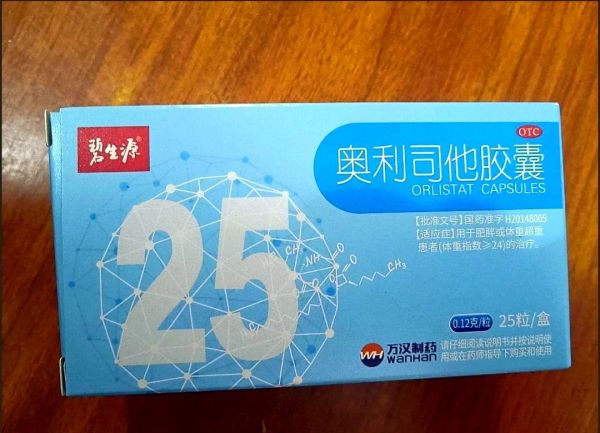 碧生源
OTC
奥利司他胶囊
ORLISTAT CAPSULES
【批准文号】国药准字H20148005
【适应症】用于肥胖或体重超重
患者(体重指数≥24)的治疗。
25
CH₃
0.12克/粒 25粒/盒
WH 万汉制药
WANHAN
请仔细阅读说明书并按说明使
用或在药师指导下购买和使用